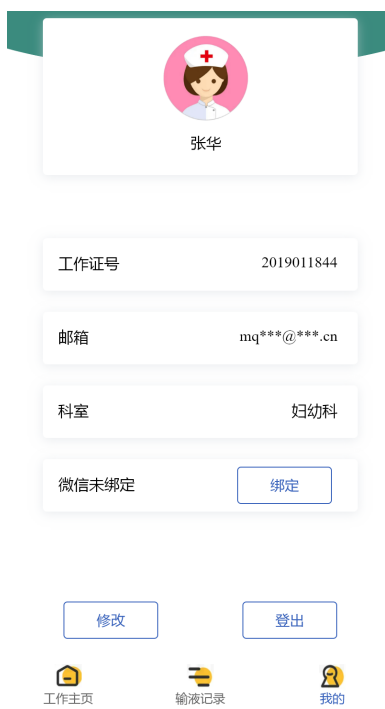 张华
工作证号 2019011844
邮箱 mq***@***.cn
科室 妇幼科
微信未绑定 绑定
修改 登出
工作主页 输液记录 我的